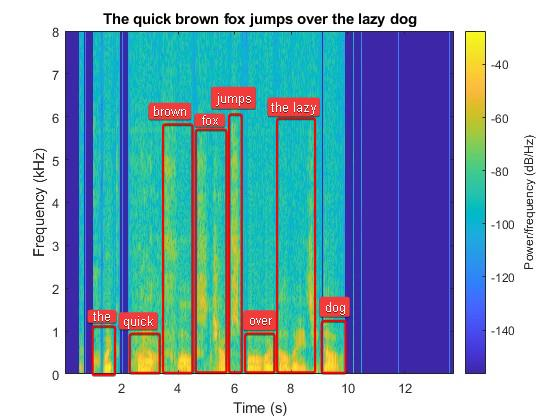 The quick brown fox jumps over the lazy dog
8
7
6
5
4
3
2
1
0
Frequency (kHz)
the
quick
brown
fox
jumps
over
the lazy
dog
2
4
6
8
10
12
Time (s)
-40
-60
-80
-100
-120
-140
Power/frequency (dB/Hz)